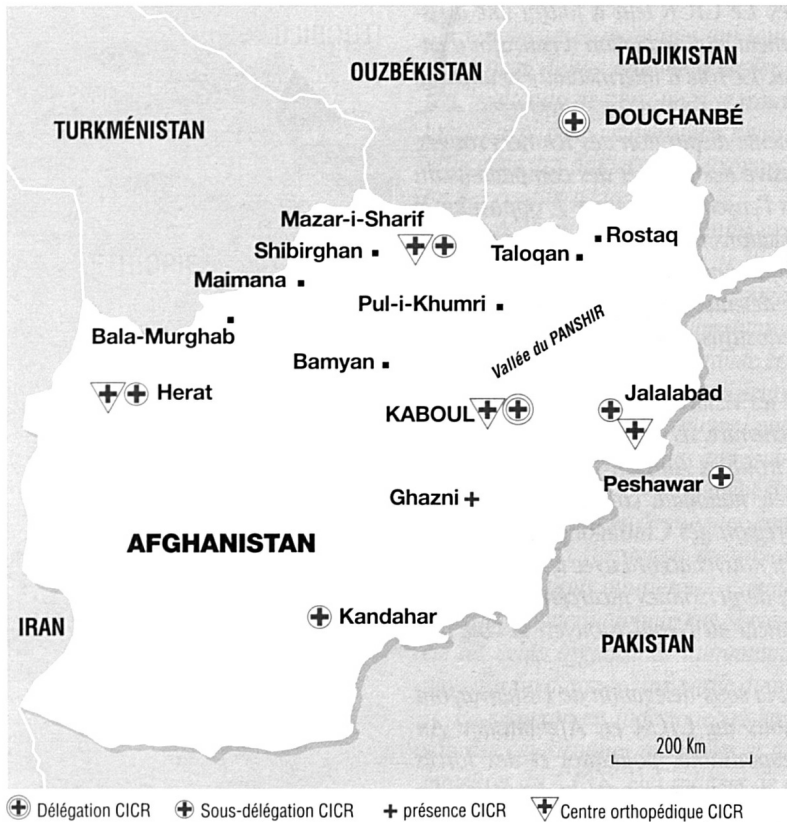 OUZBÉKISTAN
TADJIKISTAN
TURKMÉNISTAN
DOUCHANBÉ
Mazar-i-Sharif
Shibirghan
Taloqan
Rostaq
Maimana
Pul-i-Khumri
Bala-Murghab
Vallée du PANSHIR
Bamyan
Herat
KABOUL
Jalalabad
Peshawar
Ghazni
AFGHANISTAN
Kandahar
IRAN
PAKISTAN
200 Km
Délégation CICR
Sous-délégation CICR
présence CICR
Centre orthopédique CICR